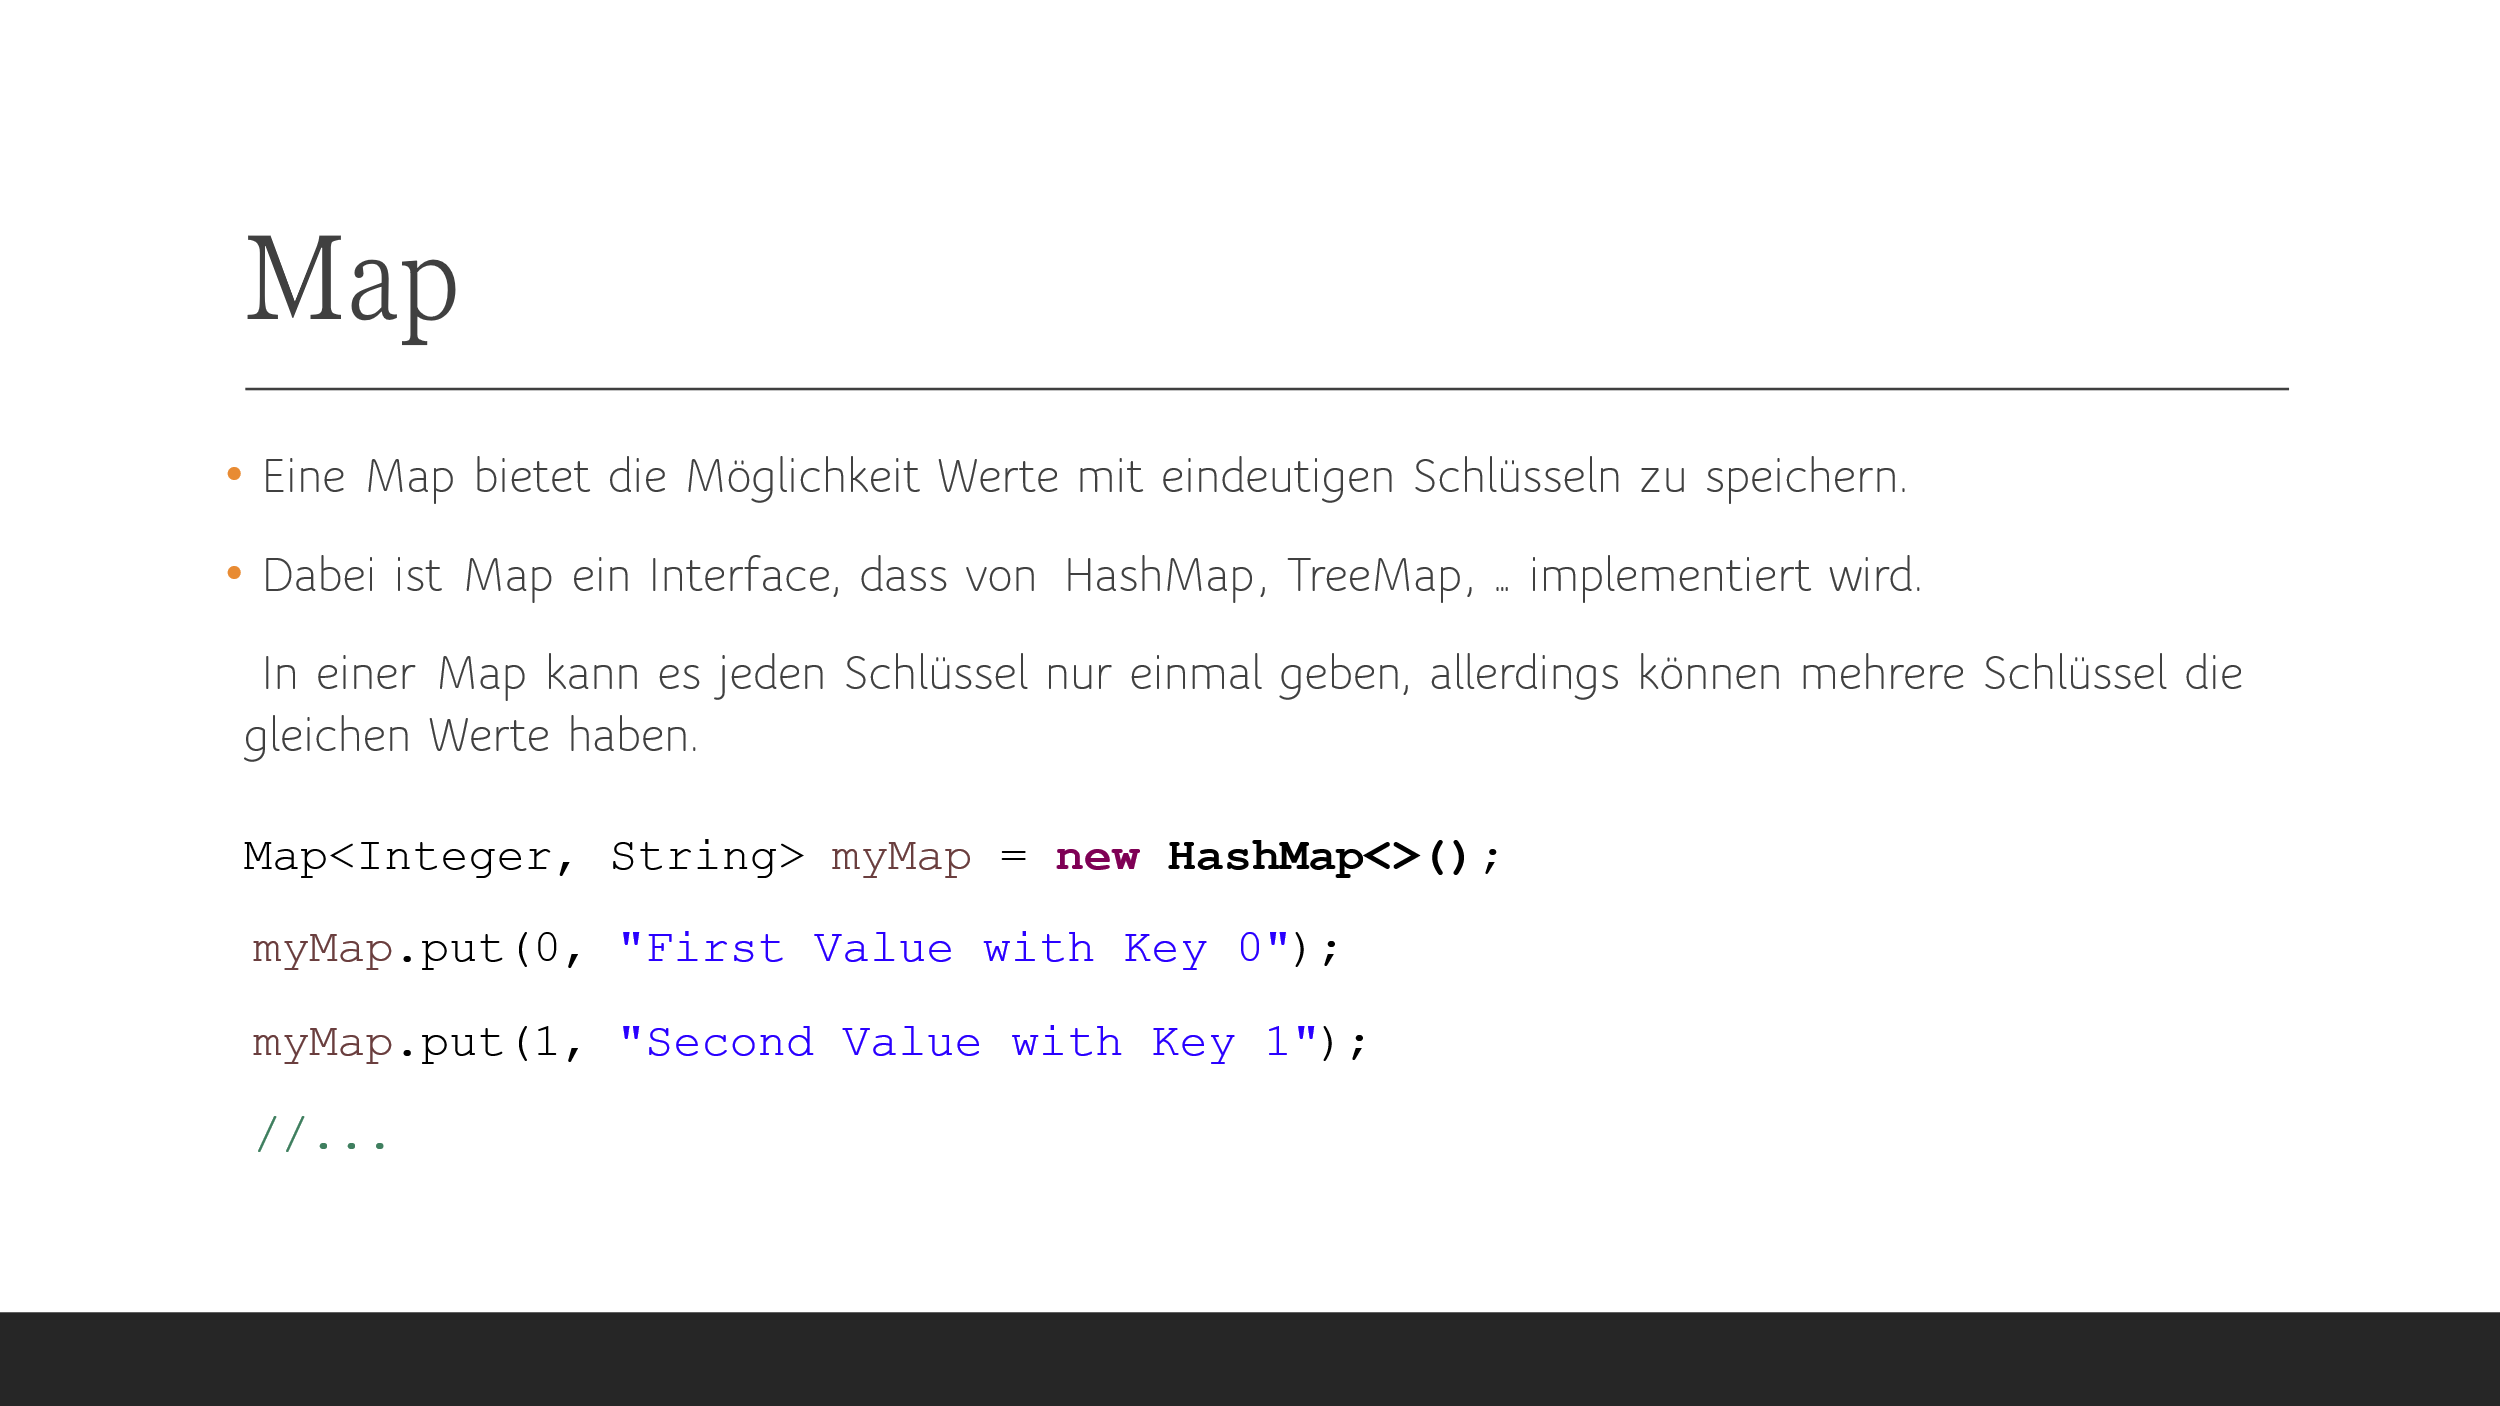 Map
• Eine Map bietet die Möglichkeit Werte mit eindeutigen Schlüsseln zu speichern.
• Dabei ist Map ein Interface, dass von HashMap, TreeMap, … implementiert wird.
In einer Map kann es jeden Schlüssel nur einmal geben, allerdings können mehrere Schlüssel die
gleichen Werte haben.
Map<Integer, String> myMap = new HashMap<>();
myMap.put(0, "First Value with Key 0");
myMap.put(1, "Second Value with Key 1");
//...